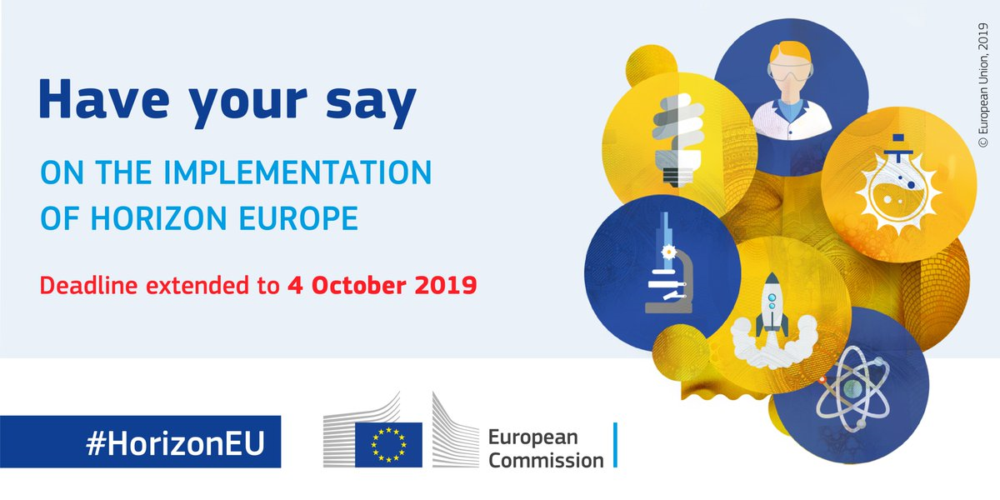 Have your say
ON THE IMPLEMENTATION
OF HORIZON EUROPE
Deadline extended to 4 October 2019
#HorizonEU
European
Commission
© European Union, 2019